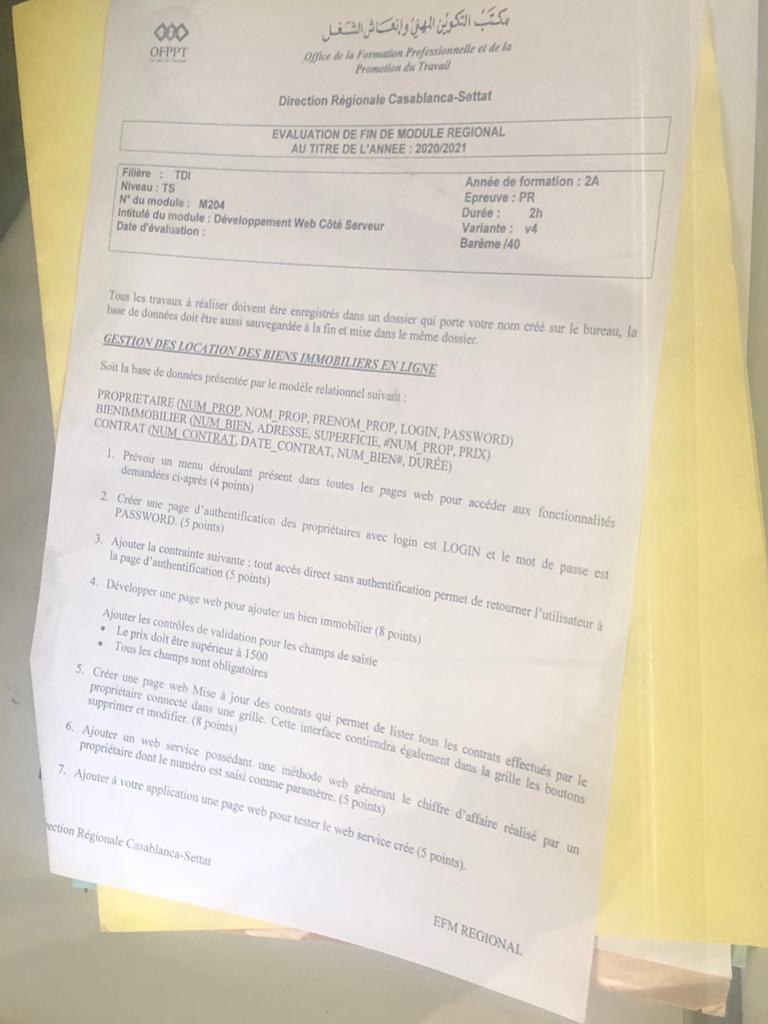 مكتب التكوين المهني وإنعاش الشغل
OFPPT
Office de la Formation Professionnelle et de la
Promotion du Travail
Direction Régionale Casablanca-Settat
EVALUATION DE FIN DE MODULE REGIONAL
AU TITRE DE L'ANNEE : 2020/2021
Filière : TDI
Niveau : TS
N° du module : M204
Intitulé du module : Développement Web Côté Serveur
Date d'évaluation :
Année de formation : 2A
Epreuve : PR
Durée : 2h
Variante : v4
Barème /40
Tous les travaux à réaliser doivent être enregistrés dans un dossier qui porte votre nom créé sur le bureau, la
base de données doit être aussi sauvegardée à la fin et mise dans le même dossier.
GESTION DES LOCATION DES BIENS IMMOBILIERS EN LIGNE
Soit la base de données présentée par le modèle relationnel suivant :
PROPRIETAIRE (NUM_PROP, NOM_PROP, PRENOM_PROP, LOGIN, PASSWORD)
BIENIMMOBILIER (NUM_BIEN, ADRESSE, SUPERFICIE, #NUM_PROP, PRIX)
CONTRAT (NUM_CONTRAT, DATE_CONTRAT, NUM_BIEN#, DURÉE)
1. Prévoir un menu déroulant présent dans toutes les pages web pour accéder aux fonctionnalités
demandées ci-après (4 points)
2. Créer une page d'authentification des propriétaires avec login est LOGIN et le mot de passe est
PASSWORD. (5 points)
3. Ajouter la contrainte suivante : tout accès direct sans authentification permet de retourner l'utilisateur à
la page d'authentification (5 points)
4. Développer une page web pour ajouter un bien immobilier (8 points)
Ajouter les contrôles de validation pour les champs de saisie
• Le prix doit être supérieur à 1500
• Tous les champs sont obligatoires
5. Créer une page web Mise à jour des contrats qui permet de lister tous les contrats effectués par le
propriétaire connecté dans une grille. Cette interface contiendra également dans la grille les boutons
supprimer et modifier. (8 points)
6. Ajouter un web service possédant une méthode web générant le chiffre d'affaire réalisé par un
propriétaire dont le numéro est saisi comme paramètre. (5 points)
7. Ajouter à votre application une page web pour tester le web service crée (5 points).
rection Régionale Casablanca-Settat
EFM REGIONAL